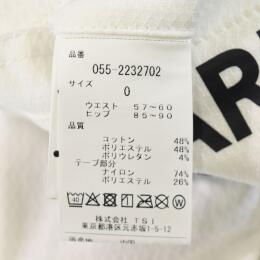 品番
055-2232702
サイズ
0
ウエスト 57~60
ヒップ 85~90
品質
コットン 48%
ポリエステル 48%
ポリウレタン 4%
テープ部分
ナイロン 74%
ポリエステル 26%
40
株式会社 TSI
東京都港区元赤坂1-5-12
AR